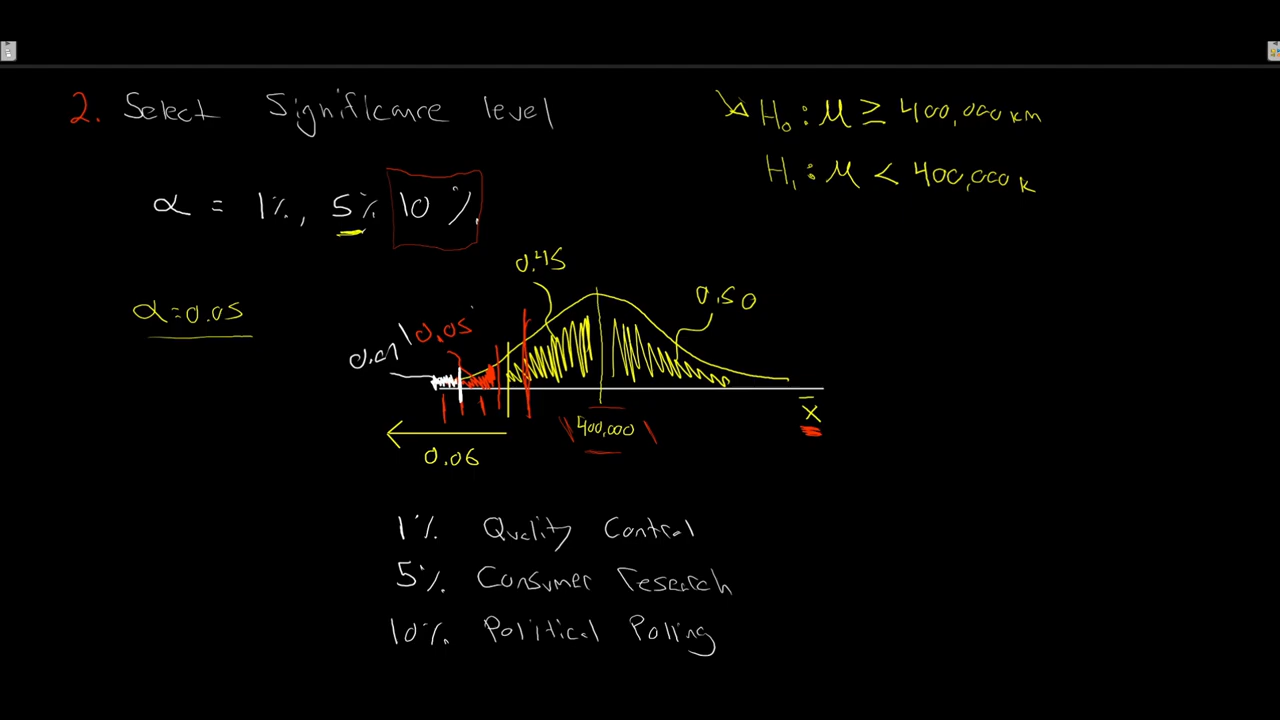 2. Select Significance level
H₀ : μ ≥ 400,000 km
H₁ : μ < 400,000 k
α = 1%, 5% 10%.
0.45
α=0.05
0.50
0.01 0.05
x̄
400,000
0.06
1% Quality Control
5% Consumer research
10% Political Polling